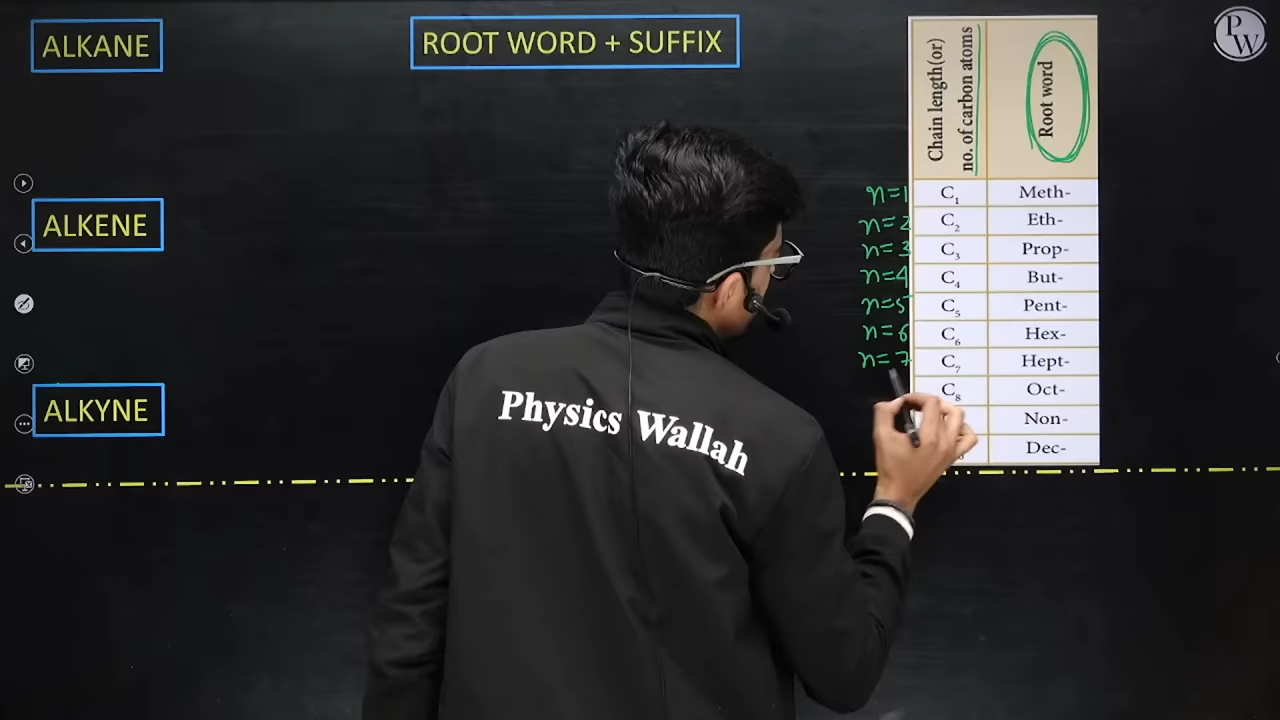 ALKANE
ROOT WORD + SUFFIX
PW
Chain length(or)
no. of carbon atoms
Root word
n=1 C₁ Meth-
n=2 C₂ Eth-
n=3 C₃ Prop-
n=4 C₄ But-
n=5 C₅ Pent-
n=6 C₆ Hex-
n=7 C₇ Hept-
C₈ Oct-
Non-
Dec-
ALKENE
ALKYNE
Physics Wallah